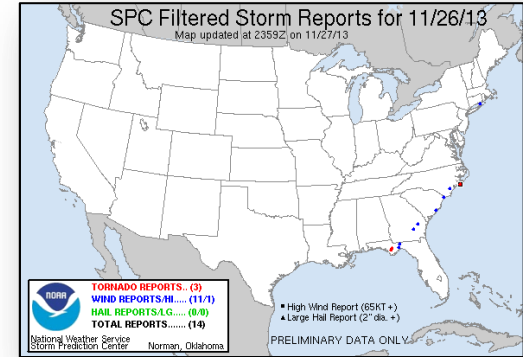 SPC Filtered Storm Reports for 11/26/13
Map updated at 2359Z on 11/27/13
NOAA
TORNADO REPORTS.. (3)
WIND REPORTS/HI..... (11/1)
HAIL REPORTS/LG..... (0/0)
TOTAL REPORTS....... (14)
National Weather Service
Storm Prediction Center Norman, Oklahoma
High Wind Report (65KT +)
Large Hail Report (2" dia. +)
PRELIMINARY DATA ONLY